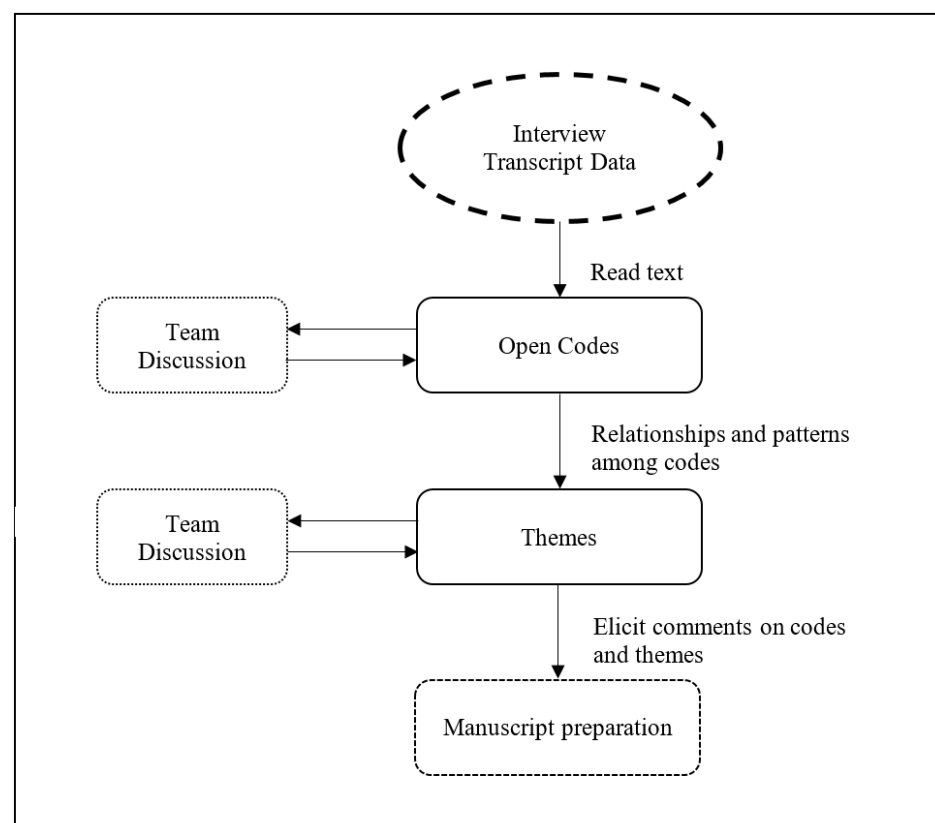 Interview
Transcript Data
Read text
Team
Discussion
Open Codes
Relationships and patterns
among codes
Team
Discussion
Themes
Elicit comments on codes
and themes
Manuscript preparation